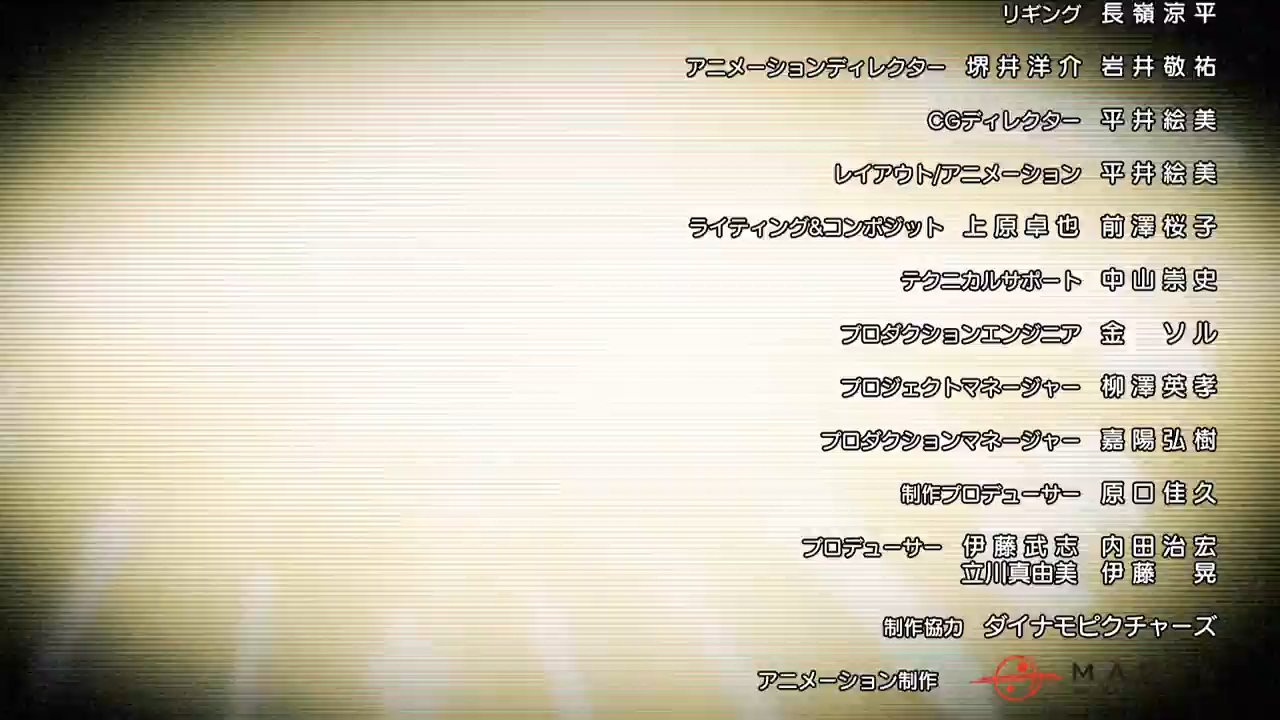 リギング 長嶺涼平
アニメーションディレクター 堺井洋介 岩井敬祐
CGディレクター 平井絵美
レイアウト/アニメーション 平井絵美
ライティング&コンポジット 上原卓也 前澤桜子
テクニカルサポート 中山崇史
プロダクションエンジニア 金 ソル
プロジェクトマネージャー 柳澤英孝
プロダクションマネージャー 嘉陽弘樹
制作プロデューサー 原口佳久
プロデューサー 伊藤武志 内田治宏
立川真由美 伊藤 晃
制作協力 ダイナモピクチャーズ
アニメーション制作